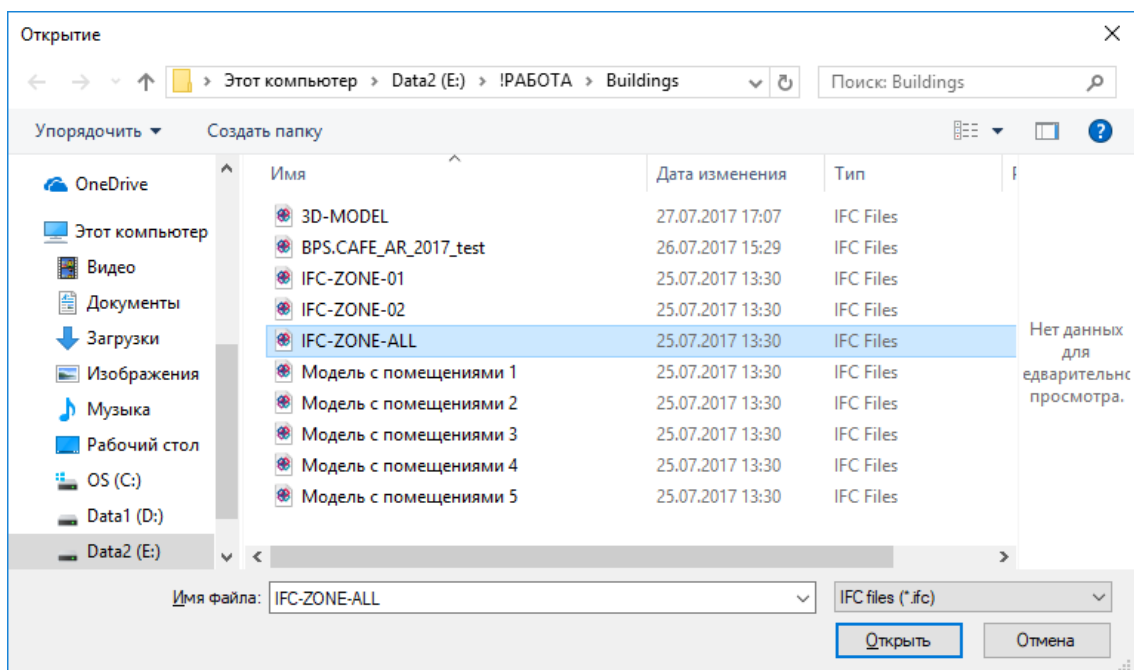 Открытие
Этот компьютер > Data2 (E:) > !РАБОТА > Buildings
Поиск: Buildings
Упорядочить
Создать папку
OneDrive
Этот компьютер
Видео
Документы
Загрузки
Изображения
Музыка
Рабочий стол
OS (C:)
Data1 (D:)
Data2 (E:)
Имя Дата изменения Тип
3D-MODEL 27.07.2017 17:07 IFC Files
BPS.CAFE_AR_2017_test 26.07.2017 15:29 IFC Files
IFC-ZONE-01 25.07.2017 13:30 IFC Files
IFC-ZONE-02 25.07.2017 13:30 IFC Files
IFC-ZONE-ALL 25.07.2017 13:30 IFC Files
Модель с помещениями 1 25.07.2017 13:30 IFC Files
Модель с помещениями 2 25.07.2017 13:30 IFC Files
Модель с помещениями 3 25.07.2017 13:30 IFC Files
Модель с помещениями 4 25.07.2017 13:30 IFC Files
Модель с помещениями 5 25.07.2017 13:30 IFC Files
Нет данных
для
едварительно
просмотра.
Имя файла: IFC-ZONE-ALL
IFC files (*.ifc)
Открыть
Отмена